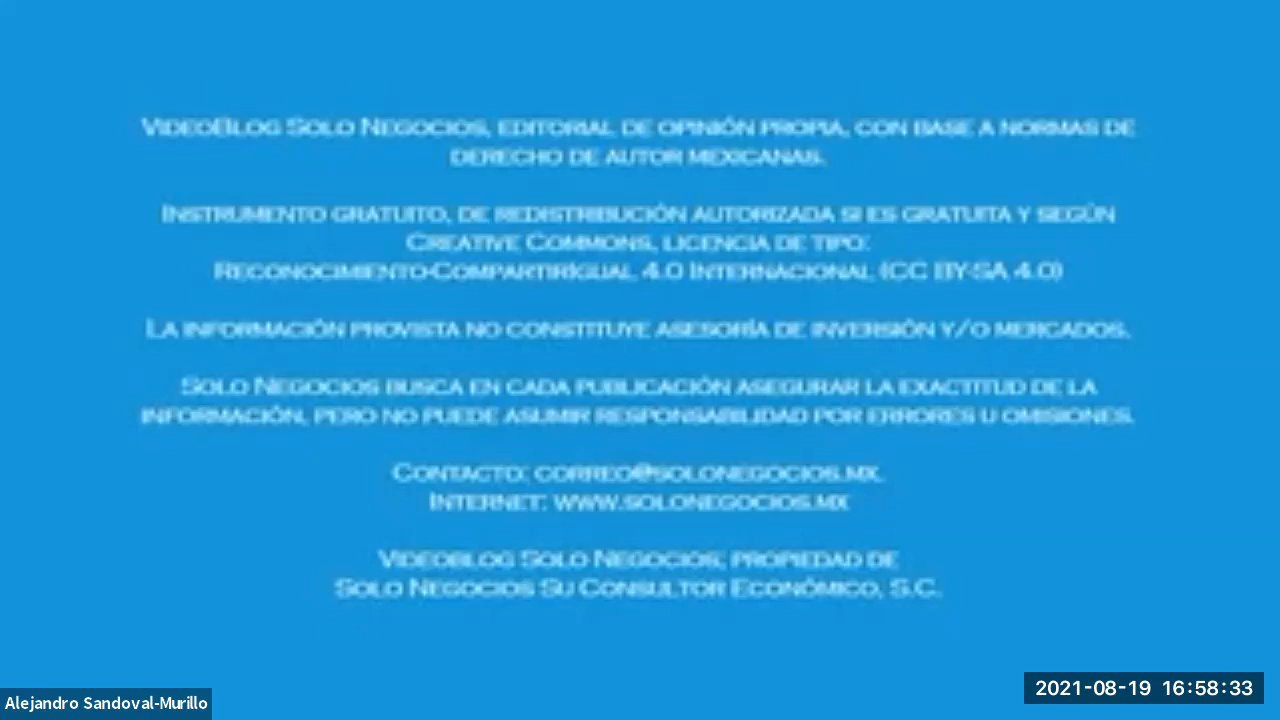 VideoBlog Solo Negocios, editorial de opinión propia, con base a normas de
derecho de autor mexicanas.
Instrumento gratuito, de redistribución autorizada si es gratuita y según
Creative Commons, licencia de tipo:
Reconocimiento-CompartirIgual 4.0 Internacional (CC BY-SA 4.0)
La información provista no constituye asesoría de inversión y/o mercados.
Solo Negocios busca en cada publicación asegurar la exactitud de la
información, pero no puede asumir responsabilidad por errores u omisiones.
Contacto: correo@solonegocios.mx.
Internet: www.solonegocios.mx
Videoblog Solo Negocios; propiedad de
Solo Negocios Su Consultor Económico, S.C.
Alejandro Sandoval-Murillo
2021-08-19 16:58:33